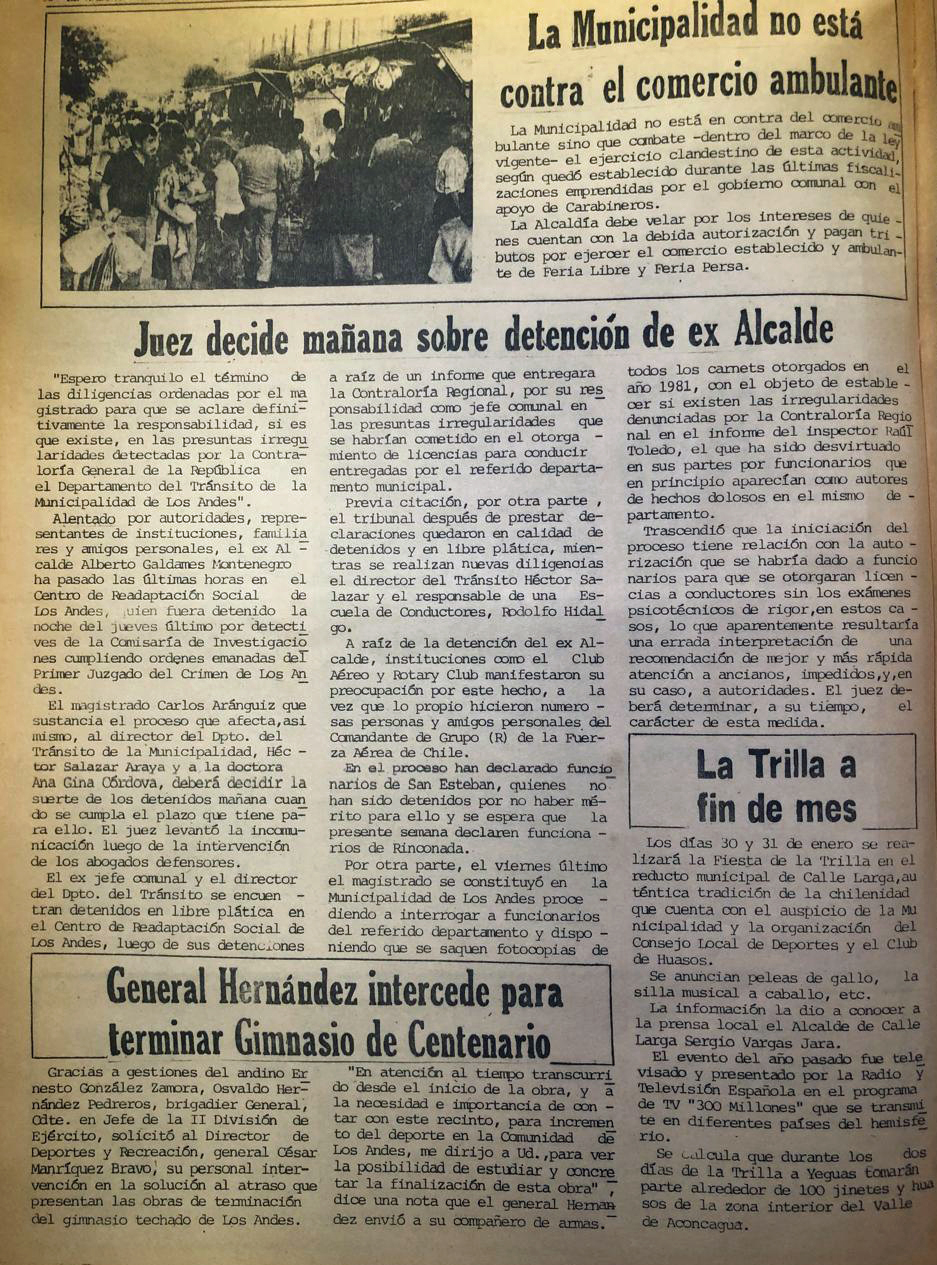 La Municipalidad no está
contra el comercio ambulante
La Municipalidad no está en contra del comercio am
bulante sino que combate -dentro del marco de la ley
vigente- el ejercicio clandestino de esta actividad,
según quedó establecido durante las últimas fiscali-
zaciones emprendidas por el gobierno comunal con el
apoyo de Carabineros.
La Alcaldía debe velar por los intereses de quie -
nes cuentan con la debida autorización y pagan tri -
butos por ejercer el comercio establecido y ambulan-
te de Feria Libre y Feria Persa.
Juez decide mañana sobre detención de ex Alcalde
"Espero tranquilo el término de
las diligencias ordenadas por el ma
gistrado para que se aclare defini-
tivamente la responsabilidad, si es
que existe, en las presuntas irregu
laridades detectadas por la Contra-
loría General de la República en
el Departamento del Tránsito de la
Municipalidad de Los Andes".
Alentado por autoridades, repre-
sentantes de instituciones, familia
res y amigos personales, el ex Al -
calde Alberto Galdames Montenegro
ha pasado las últimas horas en el
Centro de Readaptación Social de
Los Andes, quien fuera detenido la
noche del jueves último por detecti
ves de la Comisaría de Investigacio
nes cumpliendo ordenes emanadas del
Primer Juzgado del Crimen de Los An
des.
El magistrado Carlos Aránguiz que
sustancia el proceso que afecta,asi
mismo, al director del Dpto. del
Tránsito de la Municipalidad, Héc -
tor Salazar Araya y a la doctora
Ana Gina Córdova, deberá decidir la
suerte de los detenidos mañana cuan
do se cumpla el plazo que tiene pa-
ra ello. El juez levantó la incomu-
nicación luego de la intervención
de los abogados defensores.
El ex jefe comunal y el director
del Dpto. del Tránsito se encuen -
tran detenidos en libre plática en
el Centro de Readaptación Social de
Los Andes, luego de sus detenciones
a raíz de un informe que entregara
la Contraloría Regional, por su res
ponsabilidad como jefe comunal en
las presuntas irregularidades que
se habrían cometido en el otorga -
miento de licencias para conducir
entregadas por el referido departa-
mento municipal.
Previa citación, por otra parte ,
el tribunal después de prestar de-
claraciones quedaron en calidad de
detenidos y en libre plática, mien-
tras se realizan nuevas diligencias
el director del Tránsito Héctor Sa-
lazar y el responsable de una Es-
cuela de Conductores, Rodolfo Hidal
go.
A raíz de la detención del ex Al-
calde, instituciones como el Club
Aéreo y Rotary Club manifestaron su
preocupación por este hecho, a la
vez que lo propio hicieron numero -
sas personas y amigos personales del
Comandante de Grupo (R) de la Fuer-
za Aérea de Chile.
En el proceso han declarado funcio
narios de San Esteban, quienes no
han sido detenidos por no haber mé-
rito para ello y se espera que la
presente semana declaren funciona -
rios de Rinconada.
Por otra parte, el viernes último
el magistrado se constituyó en la
Municipalidad de Los Andes proce -
diendo a interrogar a funcionarios
del referido departamento y dispo -
niendo que se saquen fotocopias de
todos los carnets otorgados en el
año 1981, con el objeto de estable -
cer si existen las irregularidades
denunciadas por la Contraloría Regio
nal en el informe del inspector Raúl
Toledo, el que ha sido desvirtuado
en sus partes por funcionarios que
en principio aparecían como autores
de hechos dolosos en el mismo de -
partamento.
Trascendió que la iniciación del
proceso tiene relación con la auto -
rización que se habría dado a funcio
narios para que se otorgaran licen -
cias a conductores sin los exámenes
psicotécnicos de rigor,en estos ca -
sos, lo que aparentemente resultaría
una errada interpretación de una
recomendación de mejor y más rápida
atención a ancianos, impedidos,y,en
su caso, a autoridades. El juez de-
berá determinar, a su tiempo, el
carácter de esta medida.
La Trilla a
fin de mes
Los días 30 y 31 de enero se rea-
lizará la Fiesta de la Trilla en el
reducto municipal de Calle Larga,au
téntica tradición de la chilenidad
que cuenta con el auspicio de la Mu
nicipalidad y la organización del
Consejo Local de Deportes y el Club
de Huasos.
Se anuncian peleas de gallo, la
silla musical a caballo, etc.
La información la dio a conocer a
la prensa local el Alcalde de Calle
Larga Sergio Vargas Jara.
El evento del año pasado fue tele
visado y presentado por la Radio y
Televisión Española en el programa
de TV "300 Millones" que se transmi
te en diferentes países del hemisfe
rio.
Se calcula que durante los dos
días de la Trilla a Yeguas tomarán
parte alrededor de 100 jinetes y hua
sos de la zona interior del Valle
de Aconcagua.
General Hernández intercede para
terminar Gimnasio de Centenario
Gracias a gestiones del andino Er
nesto González Zamora, Osvaldo Her-
nández Pedreros, brigadier General,
Cdte. en Jefe de la II División de
Ejército, solicitó al Director de
Deportes y Recreación, general César
Manríquez Bravo, su personal inter-
vención en la solución al atraso que
presentan las obras de terminación
del gimnasio techado de Los Andes.
"En atención al tiempo transcurri
do desde el inicio de la obra, y a
la necesidad e importancia de con -
tar con este recinto, para incremen
to del deporte en la Comunidad de
Los Andes, me dirijo a Ud.,para ver
la posibilidad de estudiar y concre
tar la finalización de esta obra" ,
dice una nota que el general Hernan
dez envió a su compañero de armas.